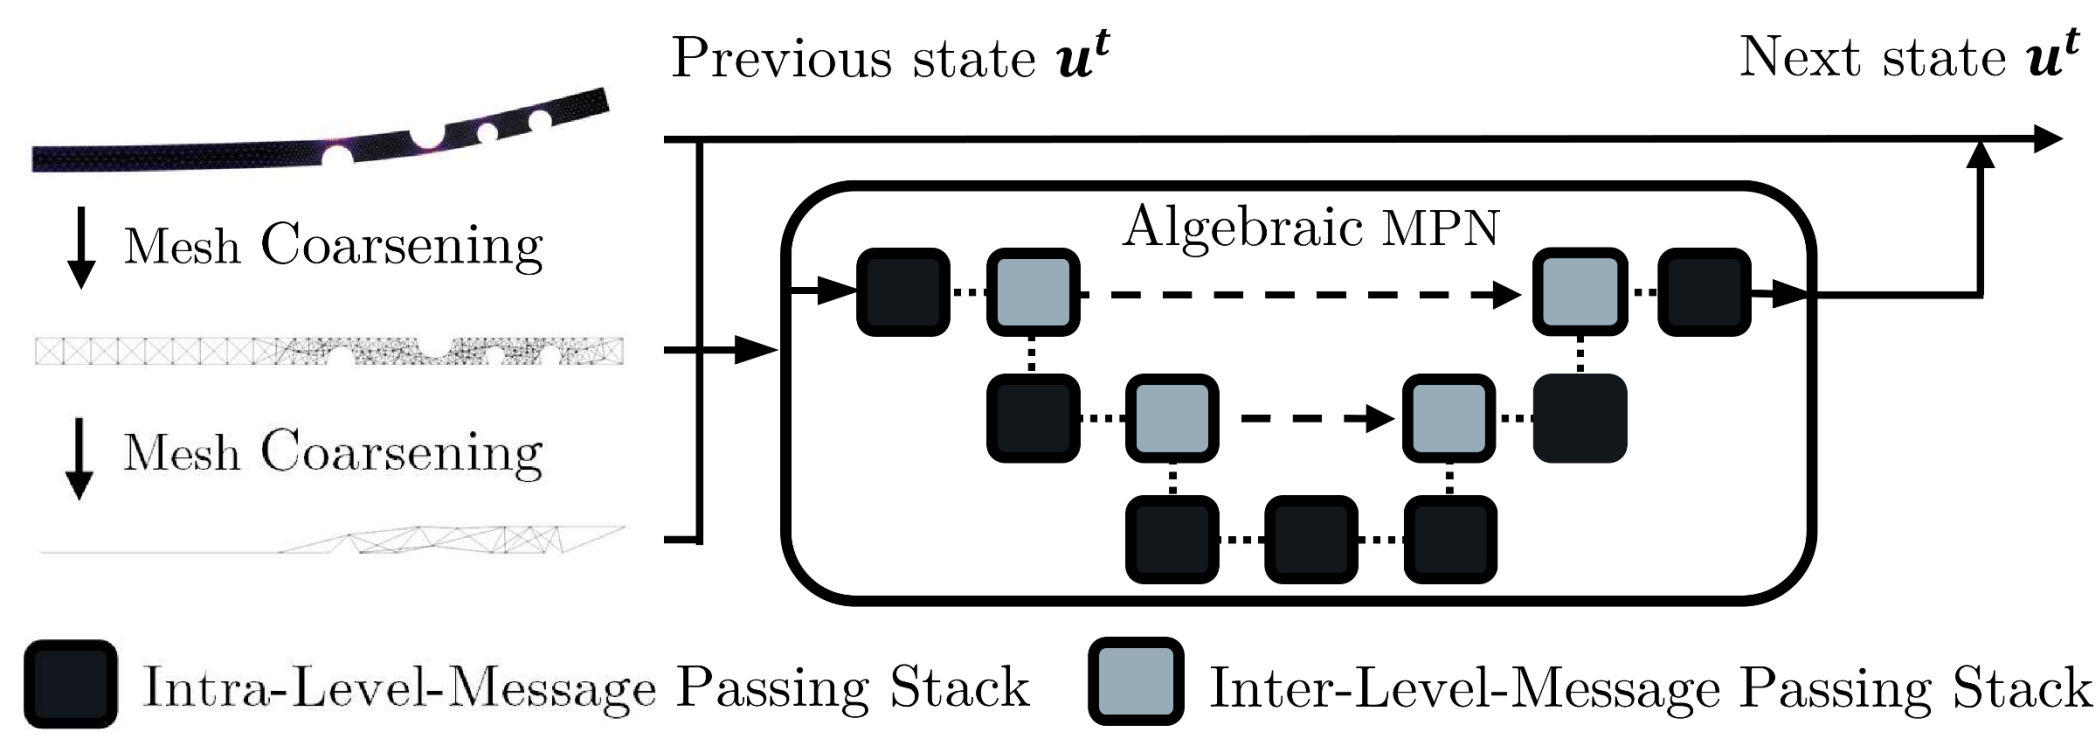 Previous state u^t
Next state u^t
Mesh Coarsening
Algebraic MPN
Mesh Coarsening
Intra-Level-Message Passing Stack
Inter-Level-Message Passing Stack